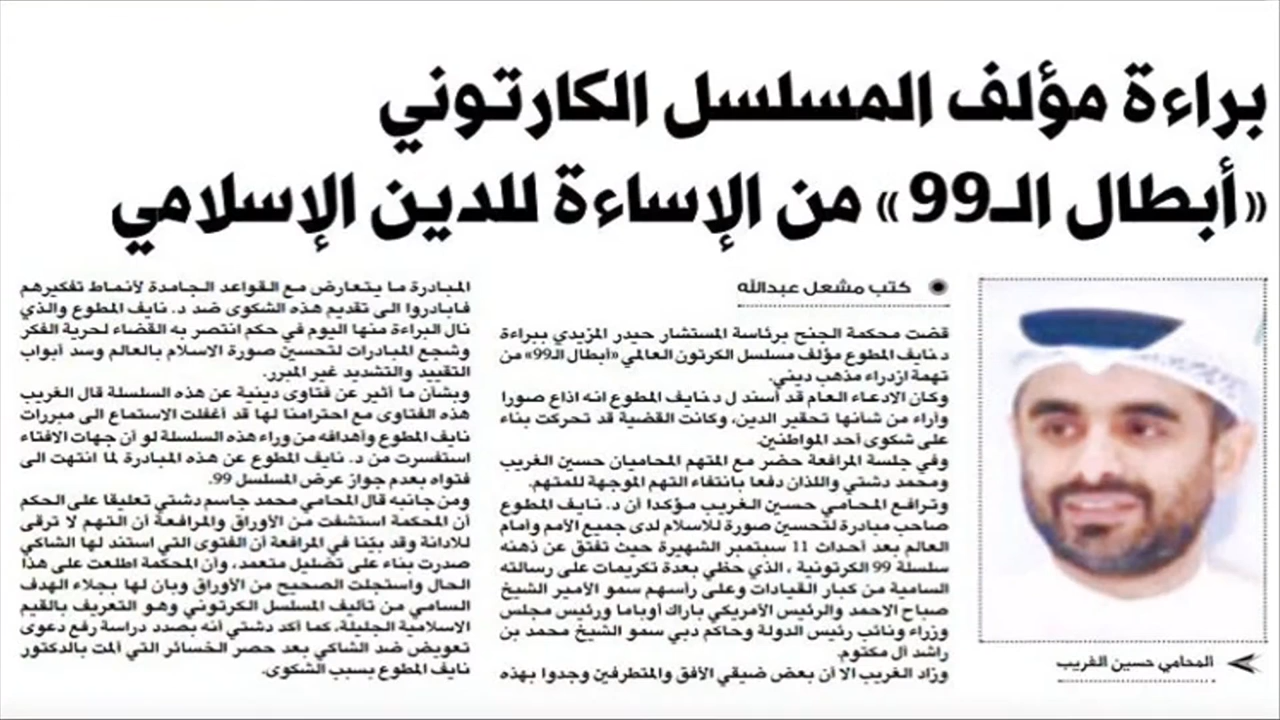 براءة مؤلف المسلسل الكارتوني
«أبطال الـ99» من الإساءة للدين الإسلامي
كتب مشعل عبدالله
قضت محكمة الجنح برئاسة المستشار حيدر المزيدي ببراءة
د.نايف المطوع مؤلف مسلسل الكرتون العالمي «أبطال الـ99» من
تهمة ازدراء مذهب ديني.
وكان الادعاء العام قد أسند ل د.نايف المطوع انه اذاع صورا
وآراء من شأنها تحقير الدين، وكانت القضية قد تحركت بناء
على شكوى أحد المواطنين.
وفي جلسة المرافعة حضر مع المتهم المحاميان حسين الغريب
ومحمد دشتي واللذان دفعا بانتفاء التهم الموجهة للمتهم.
وترافع المحامي حسين الغريب مؤكدا أن د. نايف المطوع
صاحب مبادرة لتحسين صورة للاسلام لدى جميع الأمم وأمام
العالم بعد أحداث 11 سبتمبر الشهيرة حيث تفتق عن ذهنه
سلسلة 99 الكرتونية ، الذي حظي بعدة تكريمات على رسالته
السامية من كبار القيادات وعلى رأسهم سمو الأمير الشيخ
صباح الاحمد والرئيس الأمريكي باراك أوباما ورئيس مجلس
وزراء ونائب رئيس الدولة وحاكم دبي سمو الشيخ محمد بن
راشد آل مكتوم.
وزاد الغريب الا أن بعض ضيقي الأفق والمتطرفين وجدوا بهذه
المبادرة ما يتعارض مع القواعد الجامدة لأنماط تفكيرهم
فابادروا الى تقديم هذه الشكوى ضد د. نايف المطوع والذي
نال البراءة منها اليوم في حكم انتصر به القضاء لحرية الفكر
وشجع المبادرات لتحسين صورة الاسلام بالعالم وسد أبواب
التقييد والتشديد غير المبرر.
وبشأن ما أثير عن فتاوى دينية عن هذه السلسلة قال الغريب
هذه الفتاوى مع احترامنا لها قد أغفلت الاستماع الى مبررات
نايف المطوع وأهدافه من وراء هذه السلسلة لو أن جهات الافتاء
استفسرت من د. نايف المطوع عن هذه المبادرة لما انتهت الى
فتواه بعدم جواز عرض المسلسل 99.
ومن جانبه قال المحامي محمد جاسم دشتي تعليقا على الحكم
أن المحكمة استشفت من الأوراق والمرافعة أن التهم لا ترقى
للادانة وقد بيّنا في المرافعة أن الفتوى التي استند لها الشاكي
صدرت بناء على تضليل متعمد، وأن المحكمة اطلعت على هذا
الحال واستجلت الصحيح من الأوراق وبان لها بجلاء الهدف
السامي من تأليف المسلسل الكرتوني وهو التعريف بالقيم
الاسلامية الجليلة، كما أكد دشتي أنه بصدد دراسة رفع دعوى
تعويض ضد الشاكي بعد حصر الخسائر التي ألمت بالدكتور
نايف المطوع بسبب الشكوى.
المحامي حسين الغريب